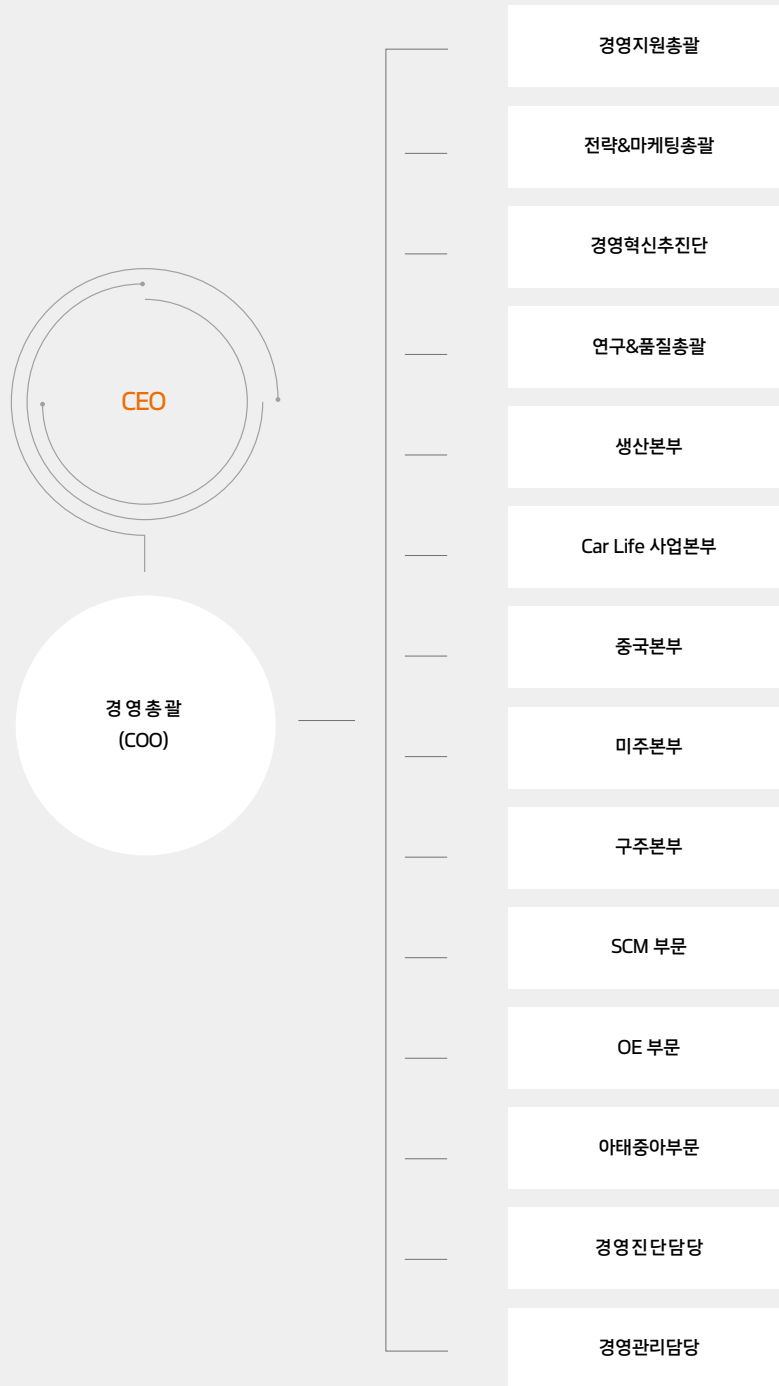 CEO
경영총괄
(COO)
경영지원총괄
전략&마케팅총괄
경영혁신추진단
연구&품질총괄
생산본부
Car Life 사업본부
중국본부
미주본부
구주본부
SCM 부문
OE 부문
아태중아부문
경영진단담당
경영관리담당